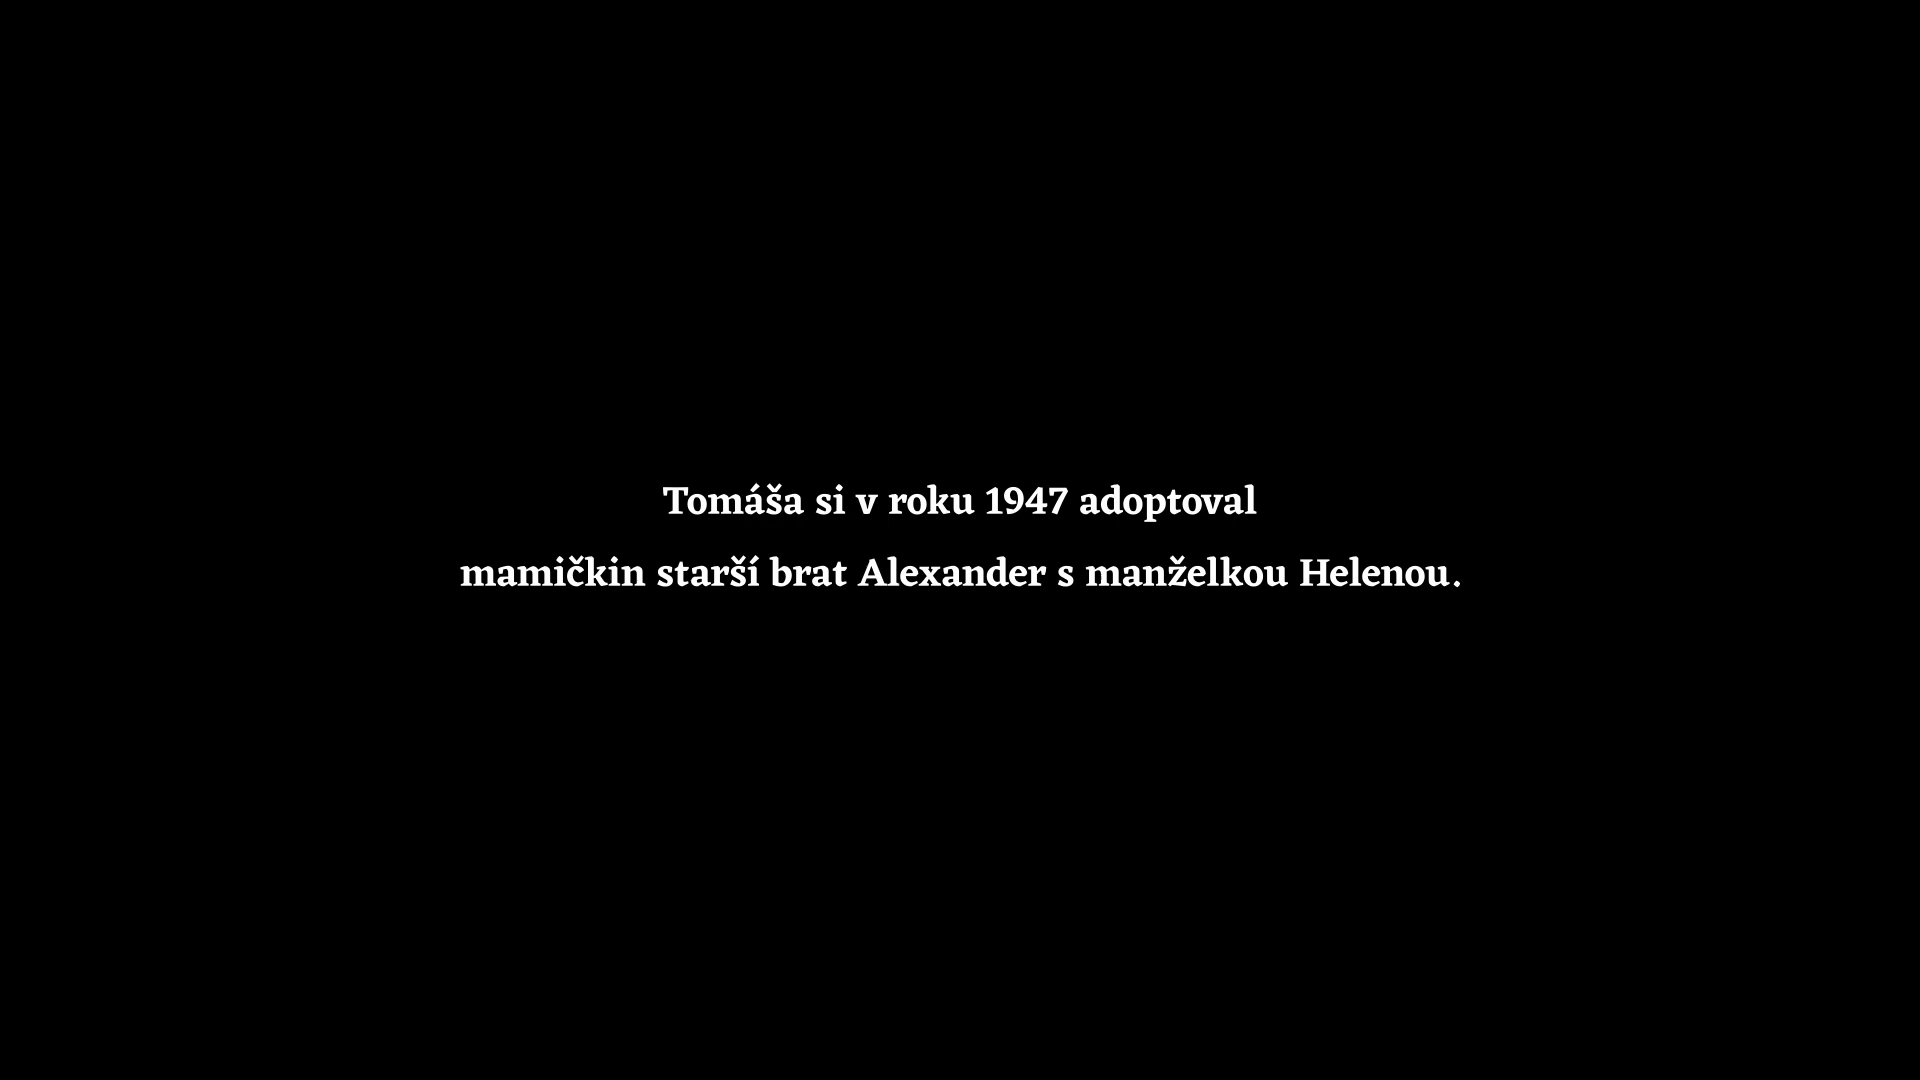 Tomáša si v roku 1947 adoptoval
mamičkin starší brat Alexander s manželkou Helenou.